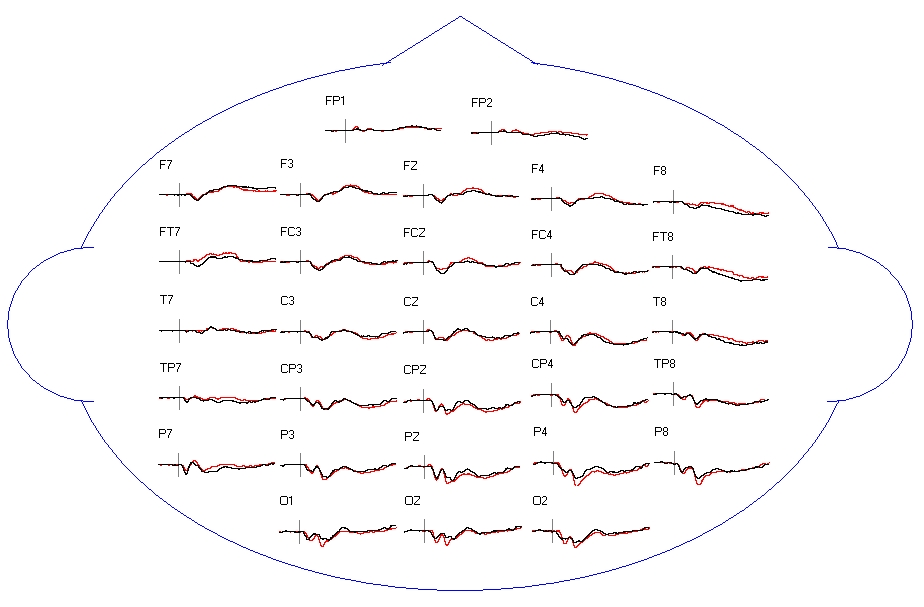 FP1 FP2
F7 F3 FZ F4 F8
FT7 FC3 FCZ FC4 FT8
T7 C3 CZ C4 T8
TP7 CP3 CPZ CP4 TP8
P7 P3 PZ P4 P8
O1 OZ O2